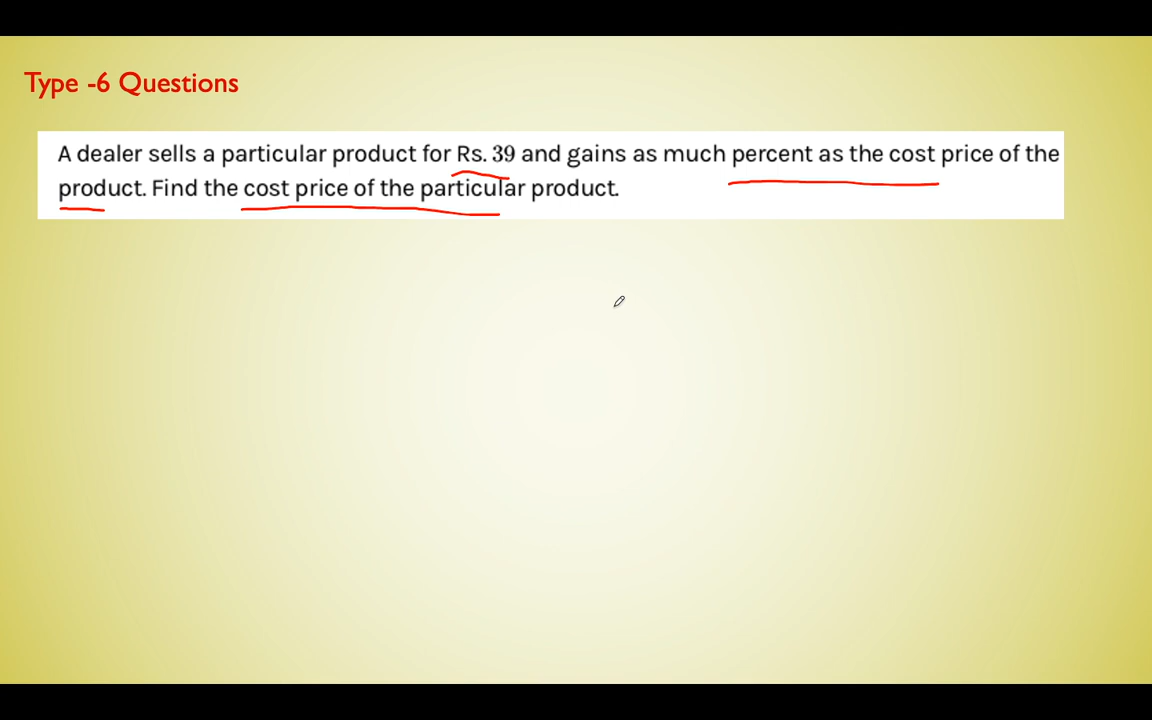 Type -6 Questions
A dealer sells a particular product for Rs. 39 and gains as much percent as the cost price of the
product. Find the cost price of the particular product.